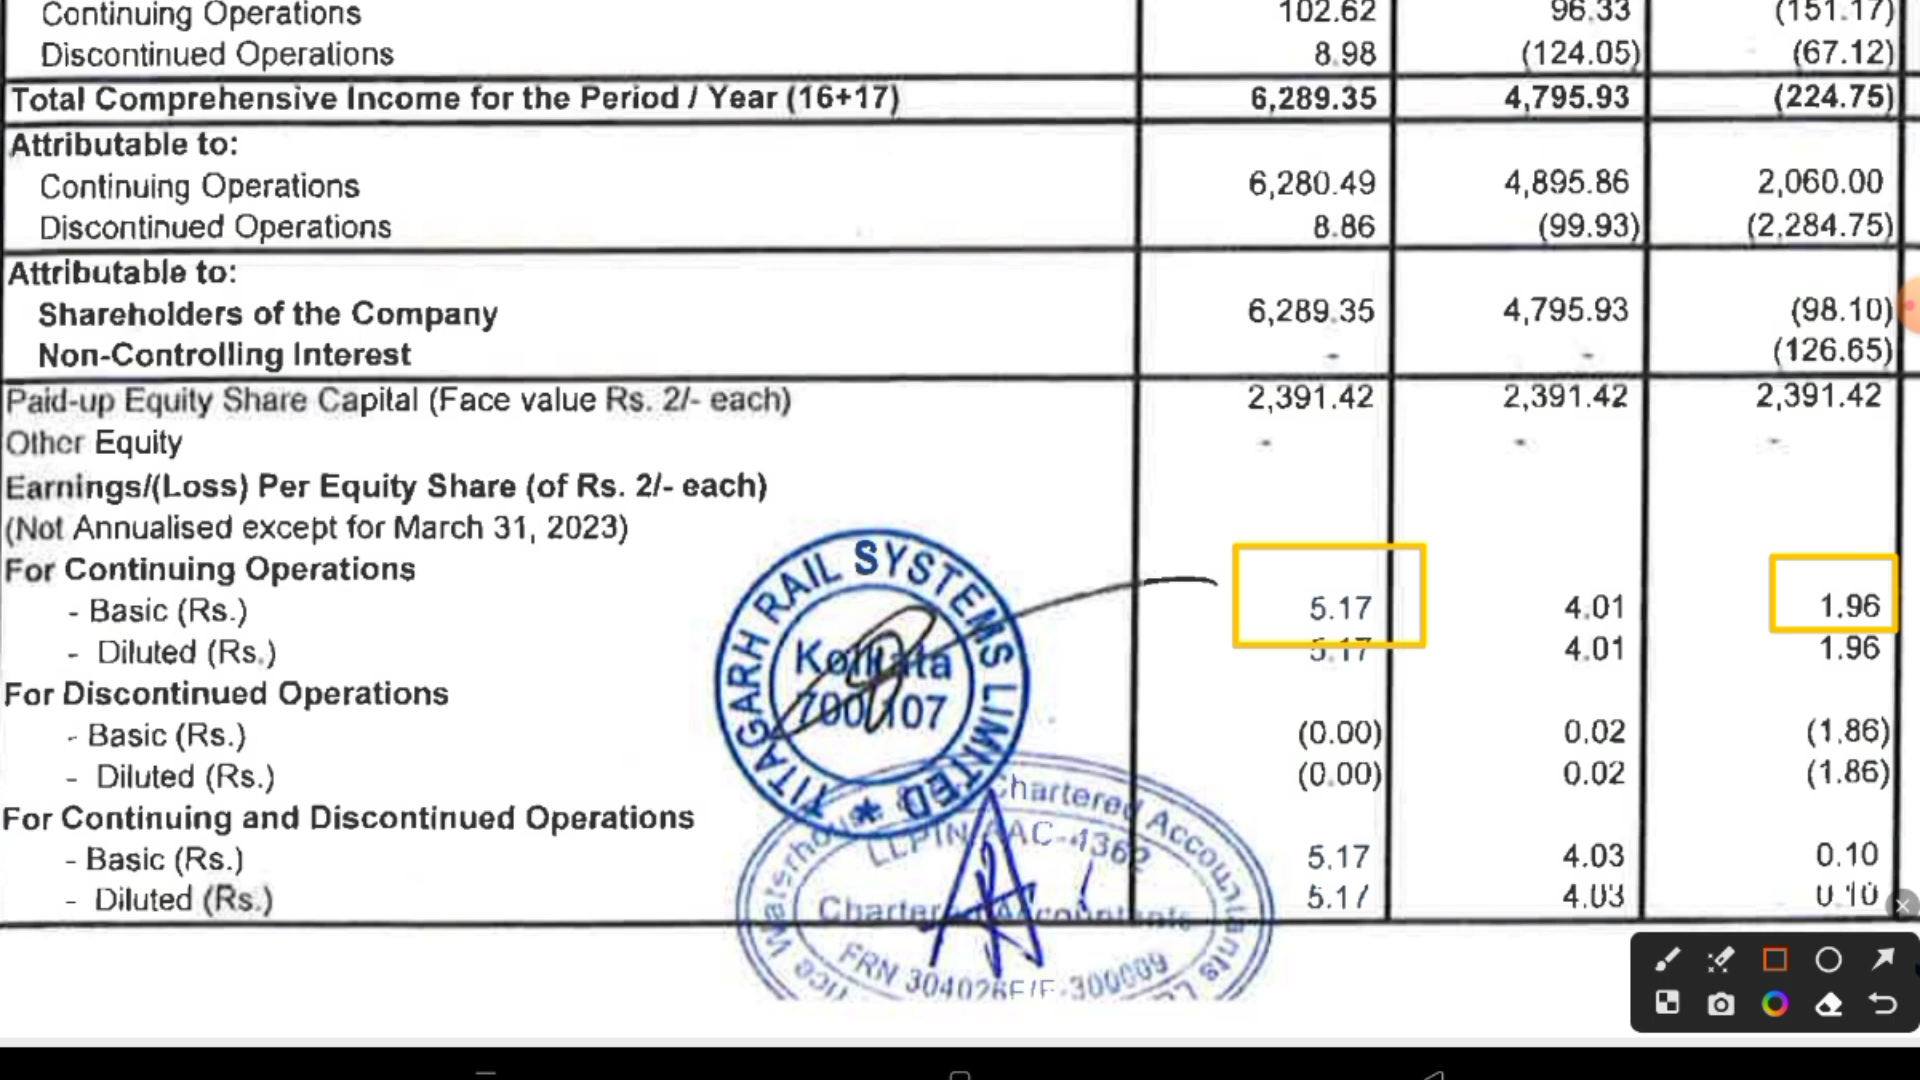 Continuing Operations 102.62 96.33 (151.17)
Discontinued Operations 8.98 (124.05) (67.12)
Total Comprehensive Income for the Period / Year (16+17) 6,289.35 4,795.93 (224.75)
Attributable to:
Continuing Operations 6,280.49 4,895.86 2,060.00
Discontinued Operations 8.86 (99.93) (2,284.75)
Attributable to:
Shareholders of the Company 6,289.35 4,795.93 (98.10)
Non-Controlling Interest - - (126.65)
Paid-up Equity Share Capital (Face value Rs. 2/- each) 2,391.42 2,391.42 2,391.42
Other Equity - - -
Earnings/(Loss) Per Equity Share (of Rs. 2/- each)
(Not Annualised except for March 31, 2023)
For Continuing Operations
- Basic (Rs.) 5.17 4.01 1.96
- Diluted (Rs.) 5.17 4.01 1.96
For Discontinued Operations
- Basic (Rs.) (0.00) 0.02 (1.86)
- Diluted (Rs.) (0.00) 0.02 (1.86)
For Continuing and Discontinued Operations
- Basic (Rs.) 5.17 4.03 0.10
- Diluted (Rs.) 5.17 4.03 0.10
TITAGARH RAIL SYSTEMS LIMITED
Kolkata
700107
Chartered Accountants
LLPIN AAC-4362
Chartered Accountants
FRN 304026E/E-300009